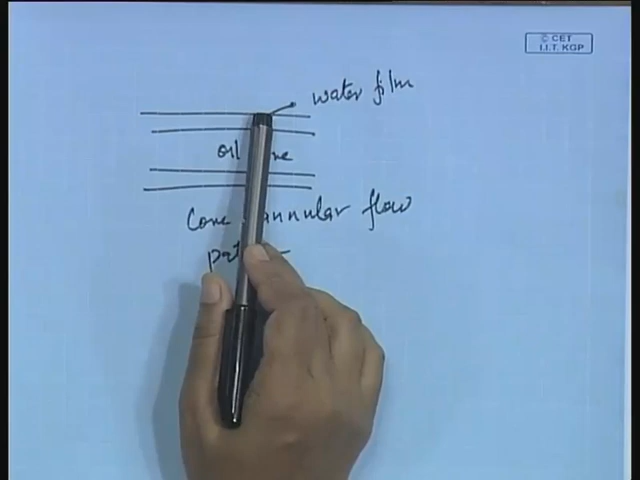 © CET
I.I.T. KGP
water film
oil
core annular flow